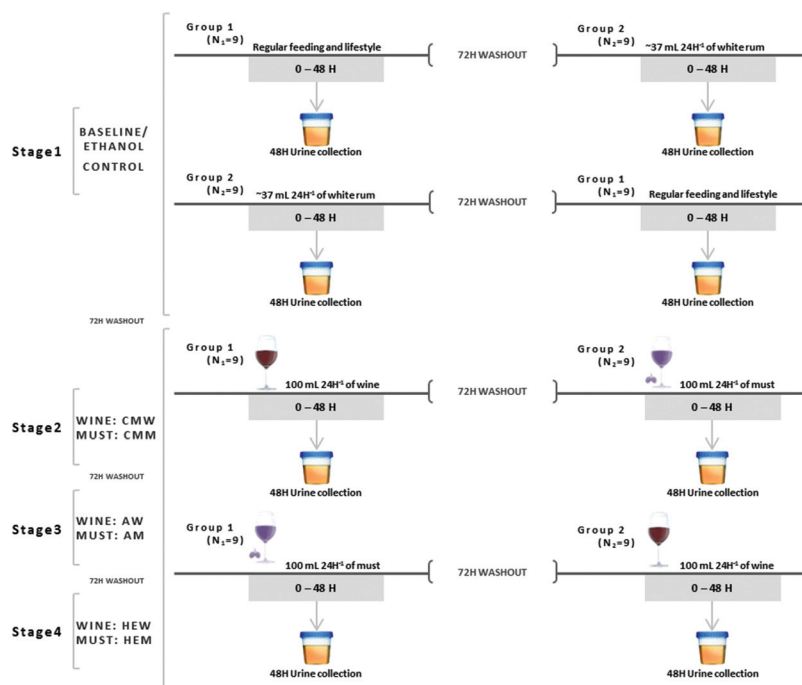 Group 1
(N₁=9)
Regular feeding and lifestyle
0 – 48 H
48H Urine collection
72H WASHOUT
Group 2
(N₂=9)
~37 mL 24H⁻¹ of white rum
0 – 48 H
48H Urine collection
Stage1
BASELINE/
ETHANOL
CONTROL
Group 2
(N₂=9)
~37 mL 24H⁻¹ of white rum
0 – 48 H
48H Urine collection
72H WASHOUT
Group 1
(N₁=9)
Regular feeding and lifestyle
0 – 48 H
48H Urine collection
72H WASHOUT
Group 1
(N₁=9)
100 mL 24H⁻¹ of wine
0 – 48 H
48H Urine collection
72H WASHOUT
Group 2
(N₂=9)
100 mL 24H⁻¹ of must
0 – 48 H
48H Urine collection
Stage2
WINE: CMW
MUST: CMM
72H WASHOUT
Stage3
WINE: AW
MUST: AM
72H WASHOUT
Stage4
WINE: HEW
MUST: HEM
Group 1
(N₁=9)
100 mL 24H⁻¹ of must
0 – 48 H
48H Urine collection
72H WASHOUT
Group 2
(N₂=9)
100 mL 24H⁻¹ of wine
0 – 48 H
48H Urine collection